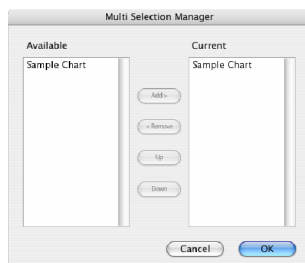 Multi Selection Manager
Available
Current
Sample Chart
Sample Chart
Add>
< Remove
Up
Down
Cancel
OK